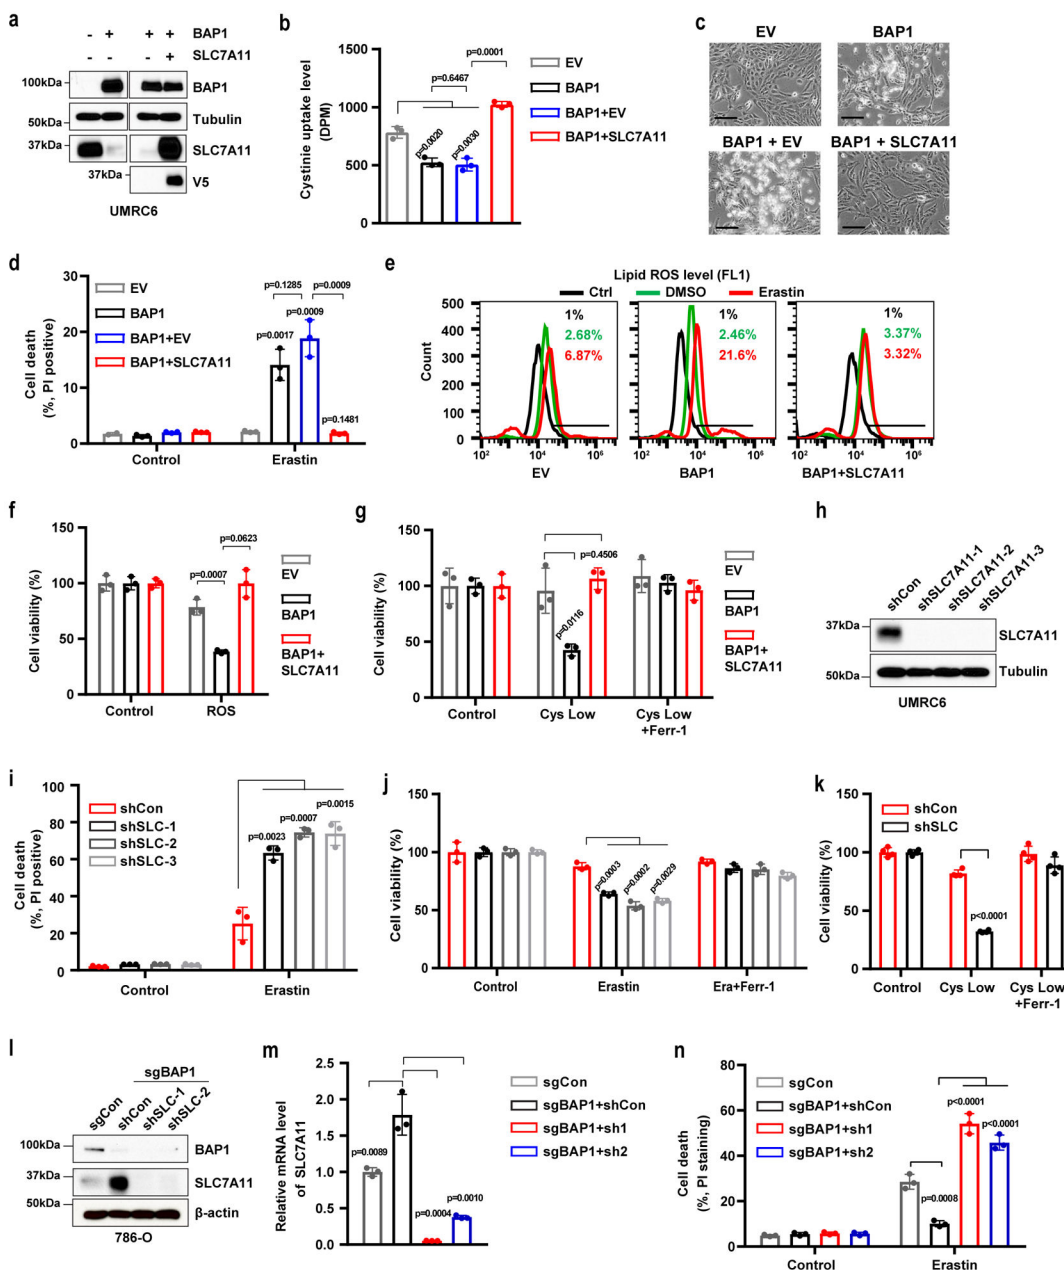 a
- + + + BAP1
- - - + SLC7A11
100kDa BAP1
50kDa Tubulin
37kDa SLC7A11
37kDa V5
UMRC6
b
Cystinie uptake level
(DPM)
1500
1000
500
0
p=0.0001
p=0.6467
p=0.0020
p=0.0030
EV
BAP1
BAP1+EV
BAP1+SLC7A11
c
EV BAP1
BAP1 + EV BAP1 + SLC7A11
d
Cell death
(%, PI positive)
30
20
10
0
EV
BAP1
BAP1+EV
BAP1+SLC7A11
p=0.1285 p=0.0009
p=0.0009
p=0.0017
p=0.1481
Control Erastin
e
Lipid ROS level (FL1)
Ctrl DMSO Erastin
Count
500
400
300
200
100
0
1% 1% 1%
2.68% 2.46% 3.37%
6.87% 21.6% 3.32%
10² 10⁴ 10⁶ 10² 10⁴ 10⁶ 10² 10⁴ 10⁶
EV BAP1 BAP1+SLC7A11
f
Cell viability (%)
150
100
50
0
p=0.0623
p=0.0007
Control ROS
EV
BAP1
BAP1+
SLC7A11
g
Cell viability (%)
150
100
50
0
p=0.4506
p=0.0116
Control Cys Low Cys Low
+Ferr-1
EV
BAP1
BAP1+
SLC7A11
h
shCon
shSLC7A11-1
shSLC7A11-2
shSLC7A11-3
37kDa SLC7A11
50kDa Tubulin
UMRC6
i
Cell death
(%, PI positive)
100
80
60
40
20
0
shCon
shSLC-1
shSLC-2
shSLC-3
p=0.0015
p=0.0007
p=0.0023
Control Erastin
j
Cell viability (%)
150
100
50
0
p=0.0003
p=0.0002
p=0.0029
Control Erastin Era+Ferr-1
k
Cell viability (%)
150
100
50
0
shCon
shSLC
p<0.0001
Control Cys Low Cys Low
+Ferr-1
l
sgBAP1
sgCon
shCon
shSLC-1
shSLC-2
100kDa BAP1
37kDa SLC7A11
50kDa β-actin
786-O
m
Relative mRNA level
of SLC7A11
2.5
2.0
1.5
1.0
0.5
0.0
p=0.0089
p=0.0004
p=0.0010
sgCon
sgBAP1+shCon
sgBAP1+sh1
sgBAP1+sh2
n
Cell death
(%, PI staining)
80
60
40
20
0
sgCon
sgBAP1+shCon
sgBAP1+sh1
sgBAP1+sh2
p<0.0001
p<0.0001
p=0.0008
Control Erastin